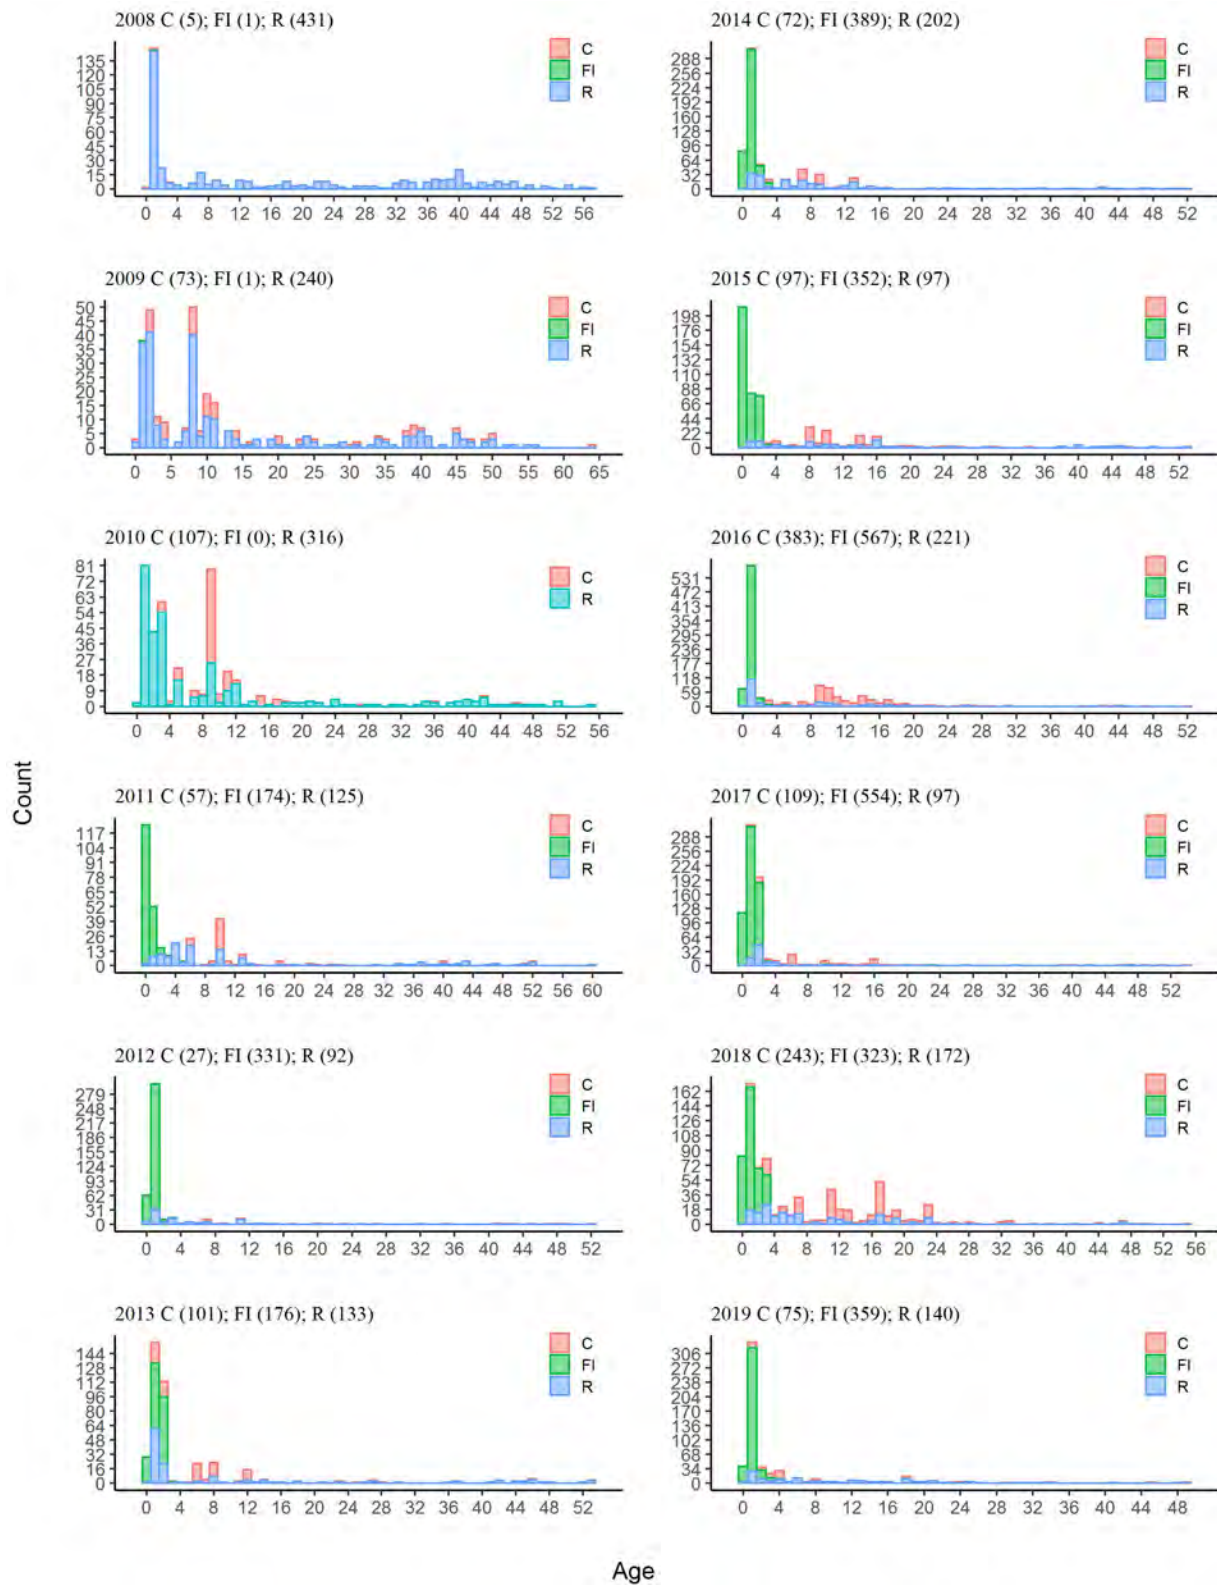 2008 C (5); FI (1); R (431)
135
120
105
90
75
60
45
30
15
0
C
FI
R
0 4 8 12 16 20 24 28 32 36 40 44 48 52 56
2009 C (73); FI (1); R (240)
50
45
40
35
30
25
20
15
10
5
0
C
FI
R
0 5 10 15 20 25 30 35 40 45 50 55 60 65
2010 C (107); FI (0); R (316)
81
72
63
54
45
36
27
18
9
0
C
R
0 4 8 12 16 20 24 28 32 36 40 44 48 52 56
2011 C (57); FI (174); R (125)
117
104
91
78
65
52
39
26
13
0
C
FI
R
0 4 8 12 16 20 24 28 32 36 40 44 48 52 56 60
2012 C (27); FI (331); R (92)
279
248
217
186
155
124
93
62
31
0
C
FI
R
0 4 8 12 16 20 24 28 32 36 40 44 48 52
2013 C (101); FI (176); R (133)
144
128
112
96
80
64
48
32
16
0
C
FI
R
0 4 8 12 16 20 24 28 32 36 40 44 48 52
2014 C (72); FI (389); R (202)
288
256
224
192
160
128
96
64
32
0
C
FI
R
0 4 8 12 16 20 24 28 32 36 40 44 48 52
2015 C (97); FI (352); R (97)
198
176
154
132
110
88
66
44
22
0
C
FI
R
0 4 8 12 16 20 24 28 32 36 40 44 48 52
2016 C (383); FI (567); R (221)
531
472
413
354
295
236
177
118
59
0
C
FI
R
0 4 8 12 16 20 24 28 32 36 40 44 48 52
2017 C (109); FI (554); R (97)
288
256
224
192
160
128
96
64
32
0
C
FI
R
0 4 8 12 16 20 24 28 32 36 40 44 48 52
2018 C (243); FI (323); R (172)
162
144
126
108
90
72
54
36
18
0
C
FI
R
0 4 8 12 16 20 24 28 32 36 40 44 48 52 56
2019 C (75); FI (359); R (140)
306
272
238
204
170
136
102
68
34
0
C
FI
R
0 4 8 12 16 20 24 28 32 36 40 44 48
Count
Age